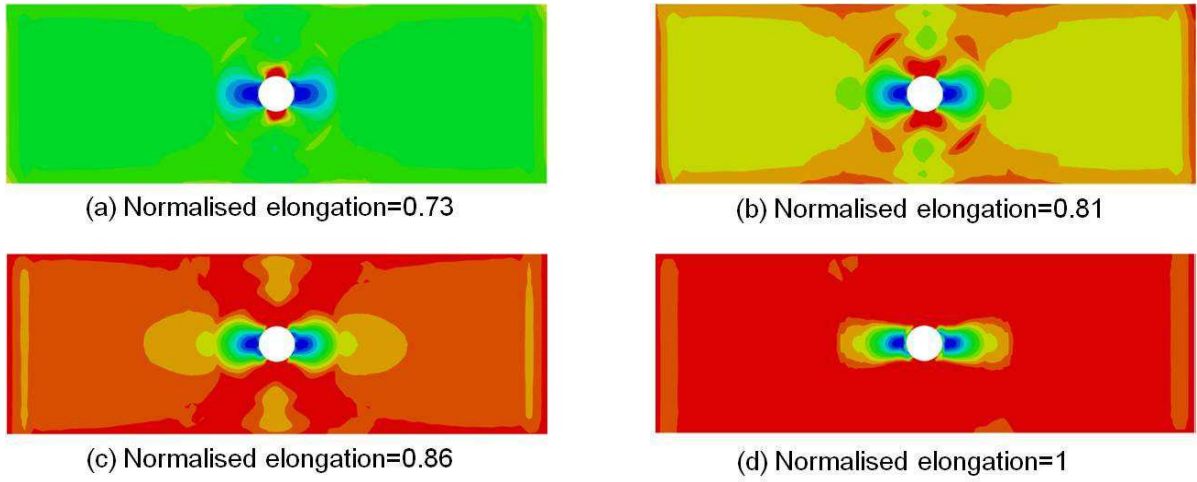 (a) Normalised elongation=0.73
(b) Normalised elongation=0.81
(c) Normalised elongation=0.86
(d) Normalised elongation=1